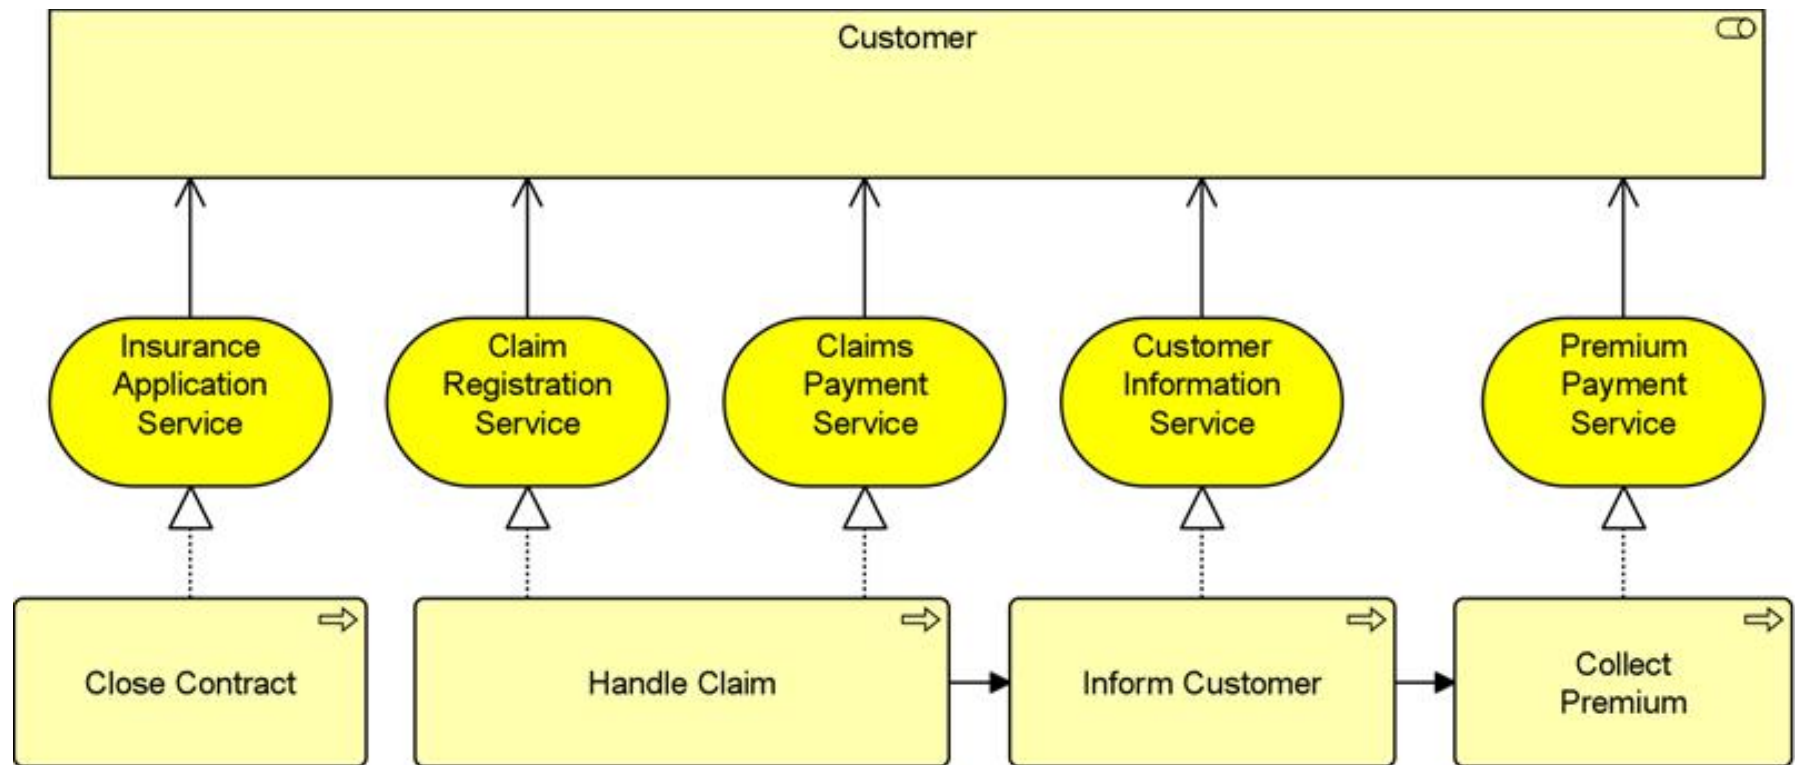 Customer
Insurance
Application
Service
Claim
Registration
Service
Claims
Payment
Service
Customer
Information
Service
Premium
Payment
Service
Close Contract
Handle Claim
Inform Customer
Collect
Premium